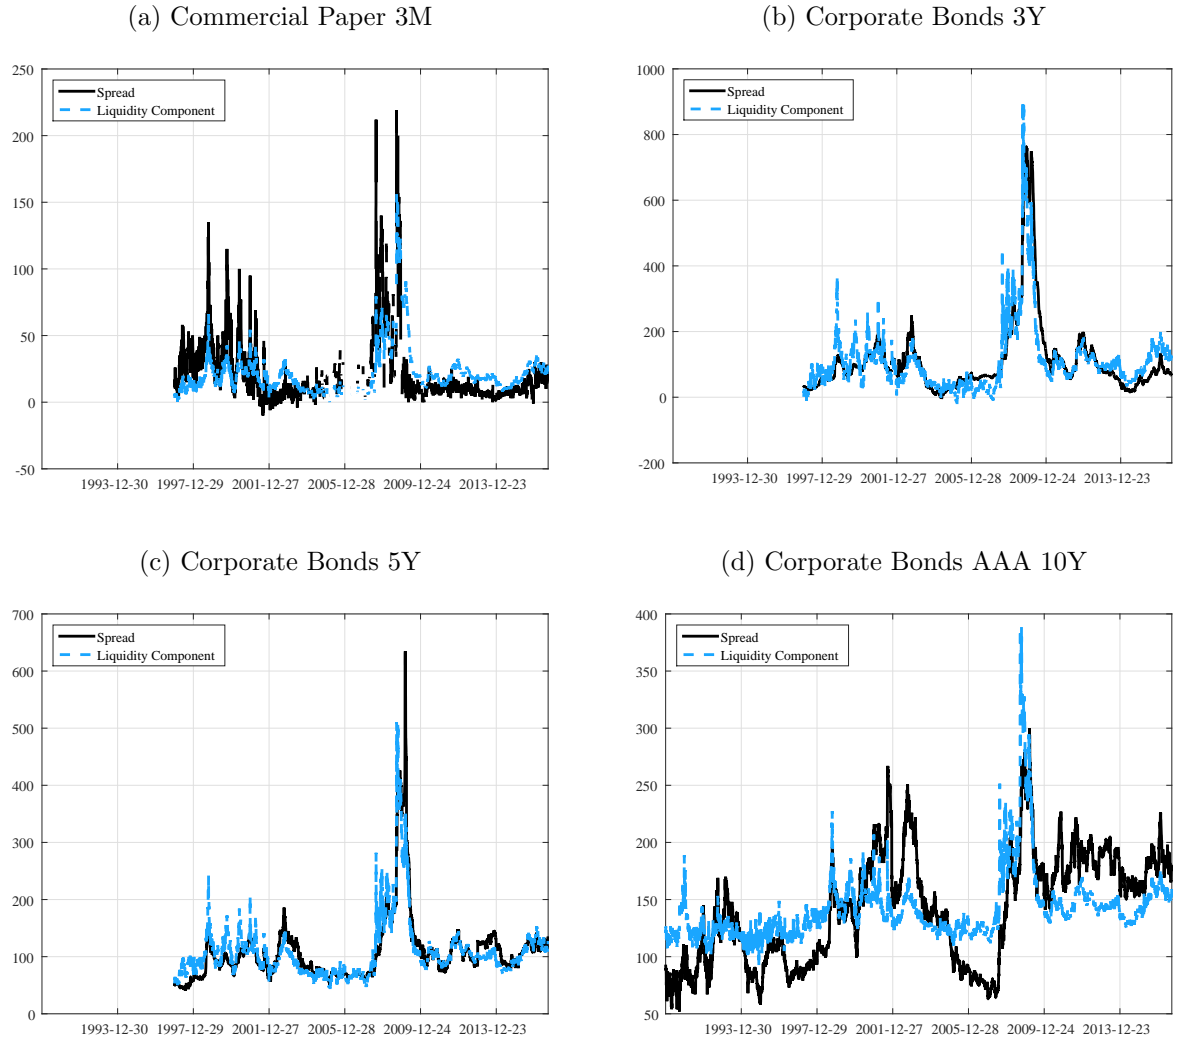 (a) Commercial Paper 3M
250
200
150
100
50
0
-50
Spread
Liquidity Component
1993-12-30 1997-12-29 2001-12-27 2005-12-28 2009-12-24 2013-12-23
(b) Corporate Bonds 3Y
1000
800
600
400
200
0
-200
Spread
Liquidity Component
1993-12-30 1997-12-29 2001-12-27 2005-12-28 2009-12-24 2013-12-23
(c) Corporate Bonds 5Y
700
600
500
400
300
200
100
0
Spread
Liquidity Component
1993-12-30 1997-12-29 2001-12-27 2005-12-28 2009-12-24 2013-12-23
(d) Corporate Bonds AAA 10Y
400
350
300
250
200
150
100
50
Spread
Liquidity Component
1993-12-30 1997-12-29 2001-12-27 2005-12-28 2009-12-24 2013-12-23